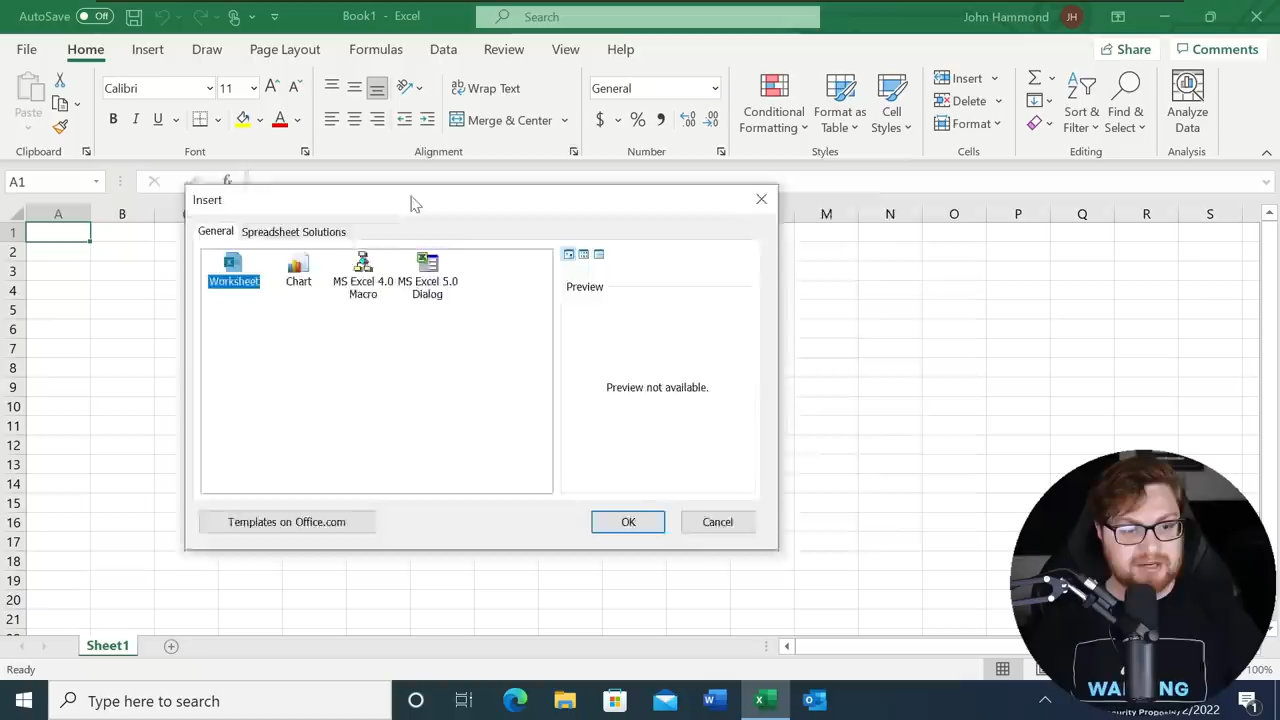 AutoSave Off Book1 - Excel Search John Hammond JH
File Home Insert Draw Page Layout Formulas Data Review View Help Share Comments
Paste Calibri 11 Wrap Text General Conditional Formatting Format as Table Cell Styles Insert Sort & Filter Find & Select Analyze Data
B I U Merge & Center $ % Delete
Format
Clipboard Font Alignment Number Styles Cells Editing Analysis
A1 fx
A B M N O P Q R S
Insert
General Spreadsheet Solutions
Worksheet Chart MS Excel 4.0 Macro MS Excel 5.0 Dialog
Preview
Preview not available.
Templates on Office.com OK Cancel
1
2
3
4
5
6
7
8
9
10
11
12
13
14
15
16
17
18
19
20
21
Sheet1
Ready 100%
Type here to search 2/2022 1